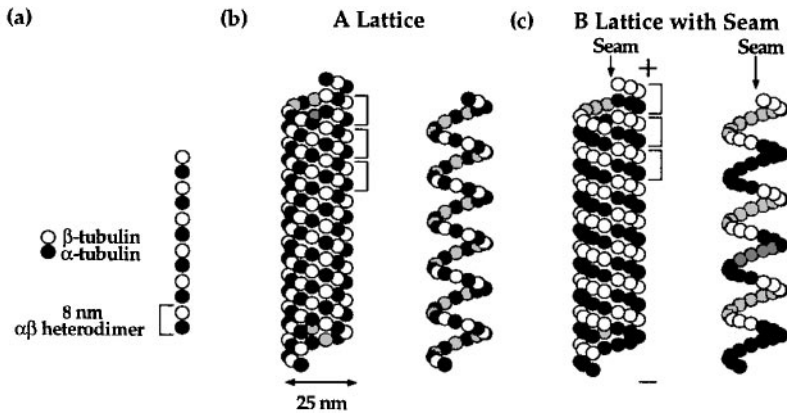 (a)
(b)
A Lattice
(c)
B Lattice with Seam
Seam
+
Seam
β-tubulin
α-tubulin
8 nm
αβ heterodimer
25 nm
−